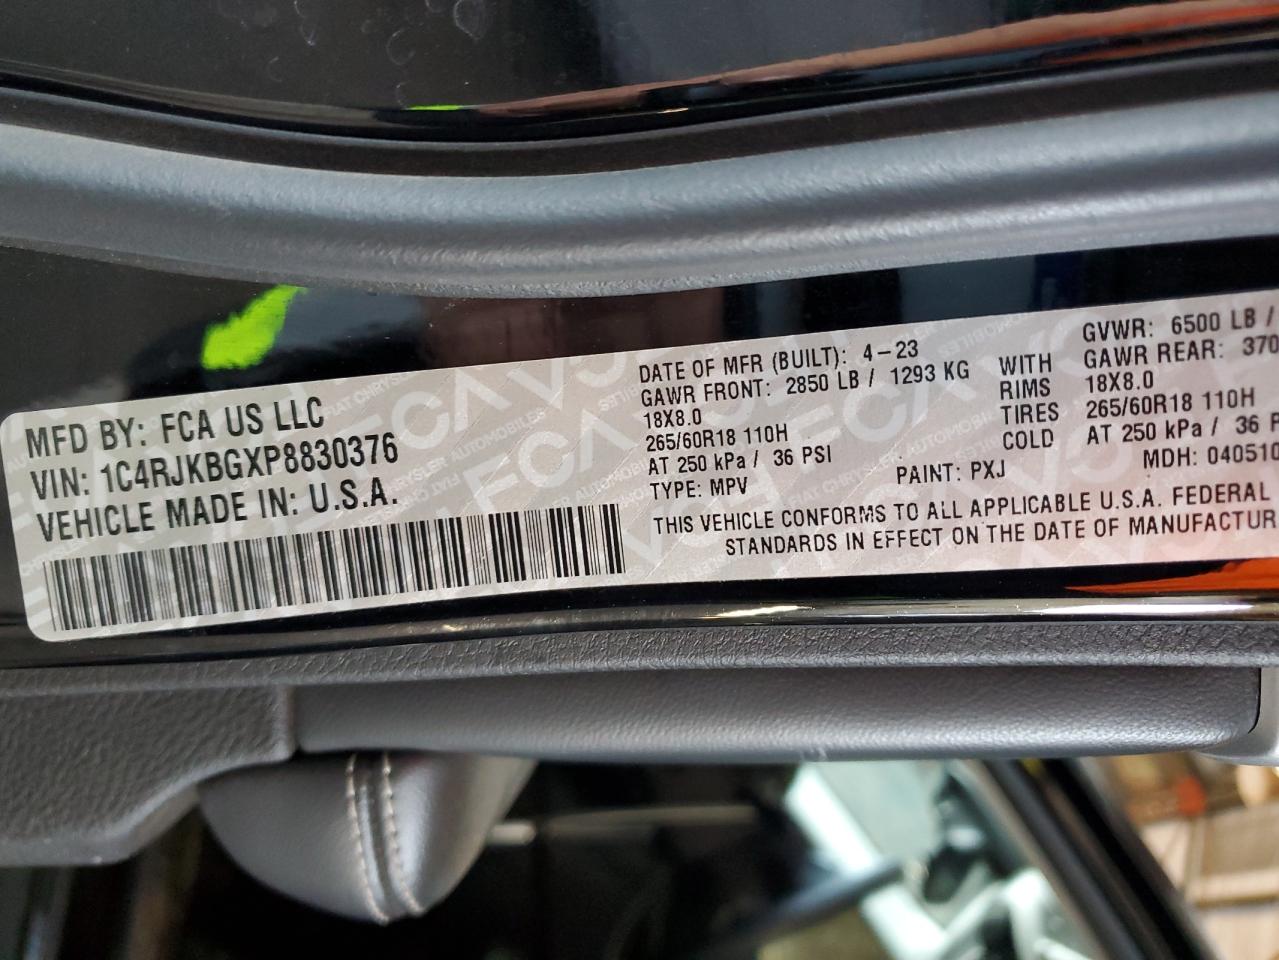 MFD BY: FCA US LLC
VIN: 1C4RJKBGXP8830376
VEHICLE MADE IN: U.S.A.
DATE OF MFR (BUILT): 4-23
GVWR: 6500 LB /
GAWR FRONT: 2850 LB / 1293 KG WITH GAWR REAR: 370
18X8.0 RIMS 18X8.0
265/60R18 110H TIRES 265/60R18 110H
AT 250 kPa / 36 PSI COLD AT 250 kPa / 36 P
TYPE: MPV PAINT: PXJ MDH: 040510
THIS VEHICLE CONFORMS TO ALL APPLICABLE U.S.A. FEDERAL
STANDARDS IN EFFECT ON THE DATE OF MANUFACTUR